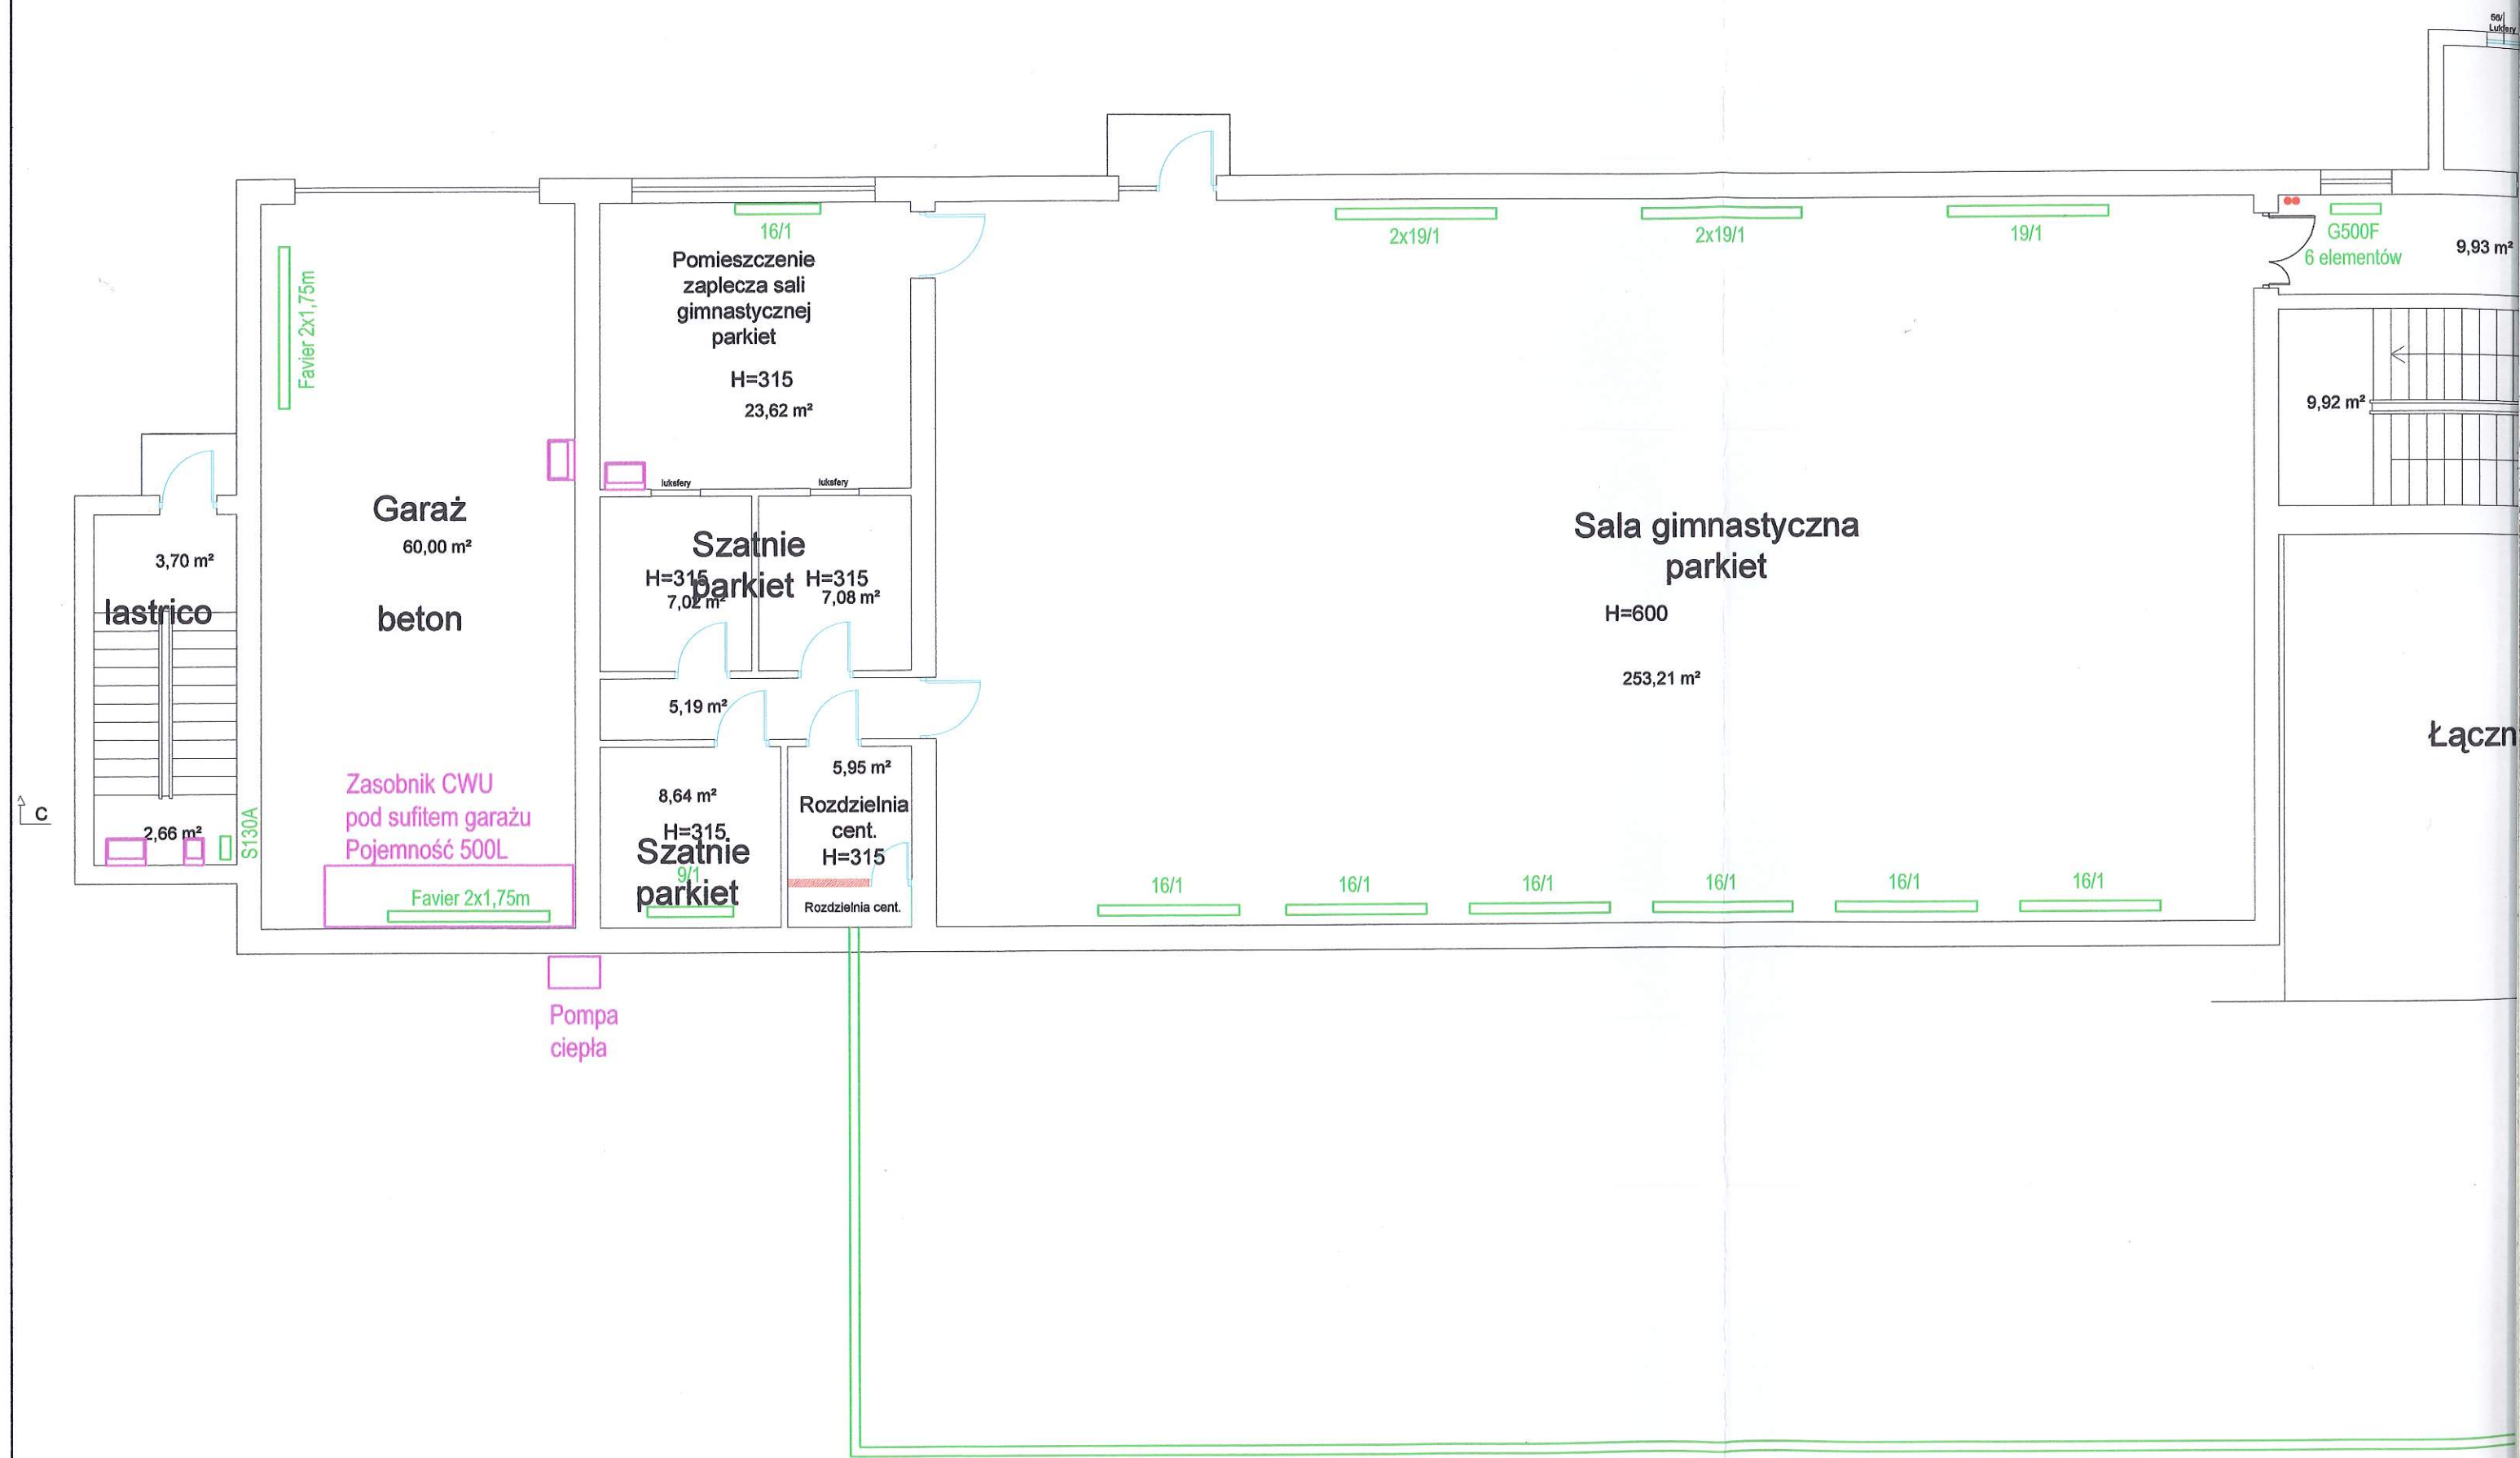 56/
Luksfery
16/1
Pomieszczenie
zaplecza sali
gimnastycznej
parkiet
H=315
23,62 m²
2x19/1
2x19/1
19/1
G500F
6 elementów
9,93 m²
Favier 2x1,75m
9,92 m²
luksfery
luksfery
Garaż
60,00 m²
beton
3,70 m²
lastrico
Szatnie
parkiet
H=315
7,02 m²
H=315
7,08 m²
Sala gimnastyczna
parkiet
H=600
253,21 m²
5,19 m²
Łączn
C
Zasobnik CWU
pod sufitem garażu
Pojemność 500L
2,66 m²
S130A
Favier 2x1,75m
8,64 m²
H=315
Szatnie
9/1
parkiet
5,95 m²
Rozdzielnia
cent.
H=315
Rozdzielnia cent.
16/1
16/1
16/1
16/1
16/1
16/1
Pompa
ciepła